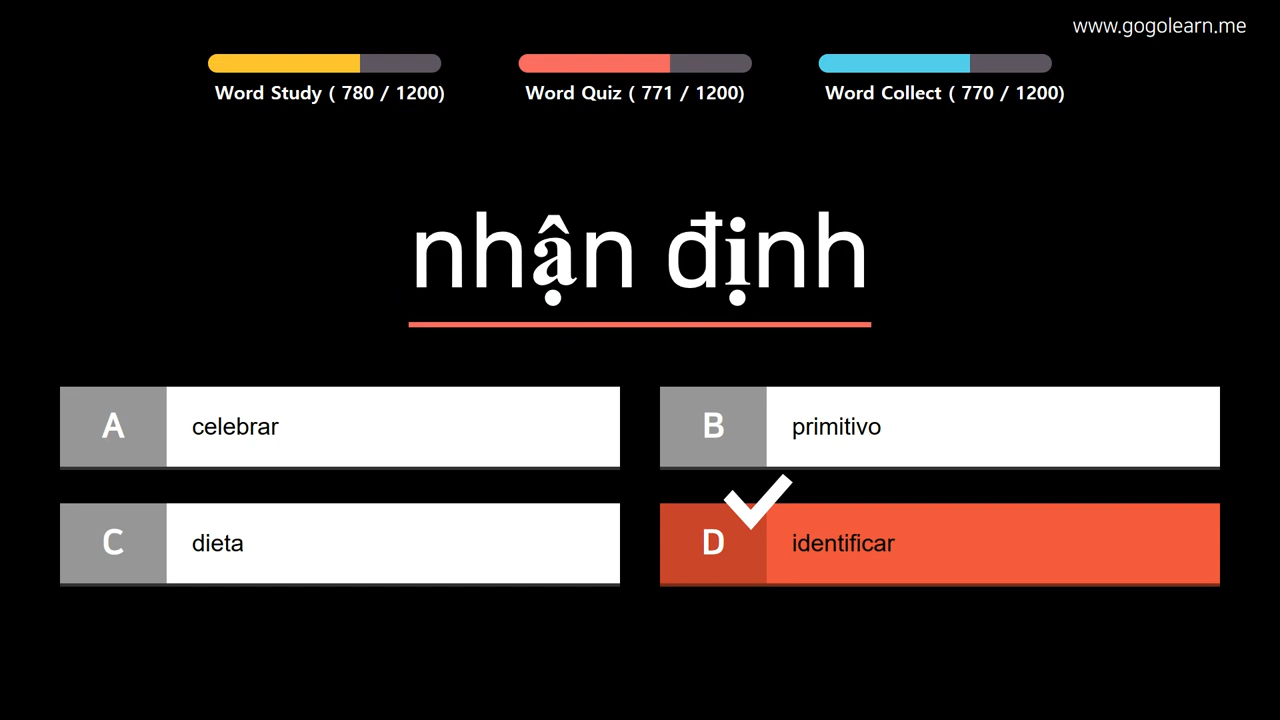 www.gogolearn.me
Word Study ( 780 / 1200)
Word Quiz ( 771 / 1200)
Word Collect ( 770 / 1200)
nhận định
A celebrar
B primitivo
C dieta
D identificar